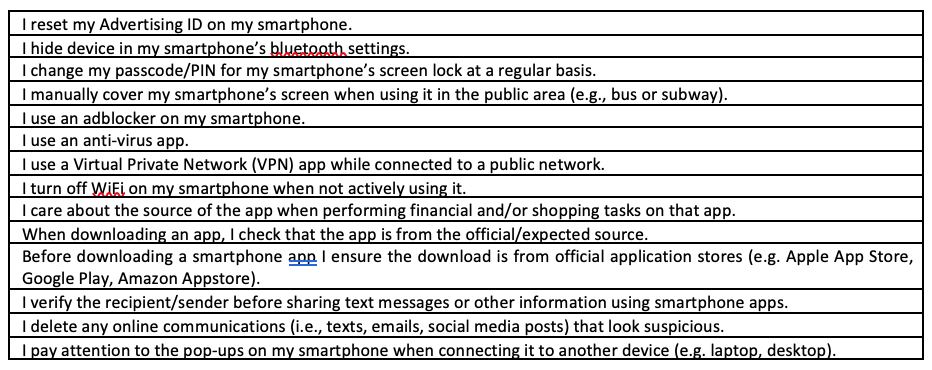 I reset my Advertising ID on my smartphone.
I hide device in my smartphone's bluetooth settings.
I change my passcode/PIN for my smartphone's screen lock at a regular basis.
I manually cover my smartphone's screen when using it in the public area (e.g., bus or subway).
I use an adblocker on my smartphone.
I use an anti-virus app.
I use a Virtual Private Network (VPN) app while connected to a public network.
I turn off WiFi on my smartphone when not actively using it.
I care about the source of the app when performing financial and/or shopping tasks on that app.
When downloading an app, I check that the app is from the official/expected source.
Before downloading a smartphone app I ensure the download is from official application stores (e.g. Apple App Store,
Google Play, Amazon Appstore).
I verify the recipient/sender before sharing text messages or other information using smartphone apps.
I delete any online communications (i.e., texts, emails, social media posts) that look suspicious.
I pay attention to the pop-ups on my smartphone when connecting it to another device (e.g. laptop, desktop).